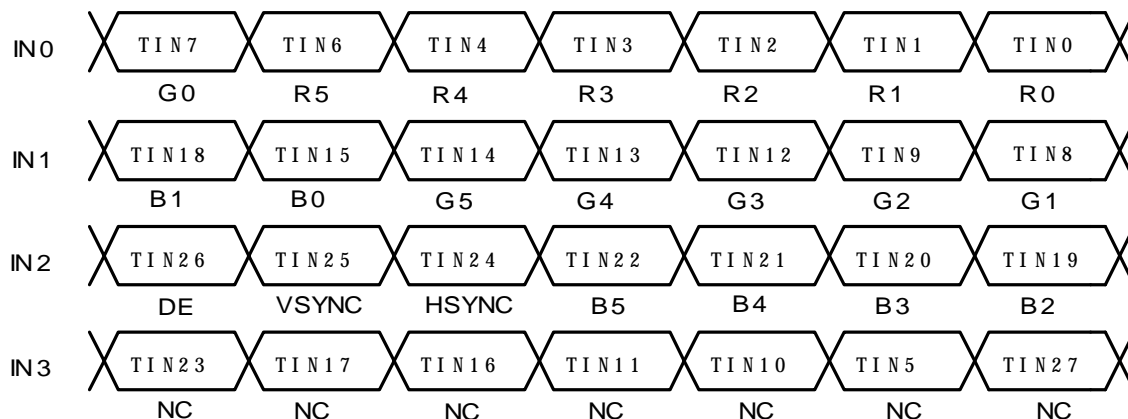 IN0 TIN7 TIN6 TIN4 TIN3 TIN2 TIN1 TIN0
G0 R5 R4 R3 R2 R1 R0
IN1 TIN18 TIN15 TIN14 TIN13 TIN12 TIN9 TIN8
B1 B0 G5 G4 G3 G2 G1
IN2 TIN26 TIN25 TIN24 TIN22 TIN21 TIN20 TIN19
DE VSYNC HSYNC B5 B4 B3 B2
IN3 TIN23 TIN17 TIN16 TIN11 TIN10 TIN5 TIN27
NC NC NC NC NC NC NC